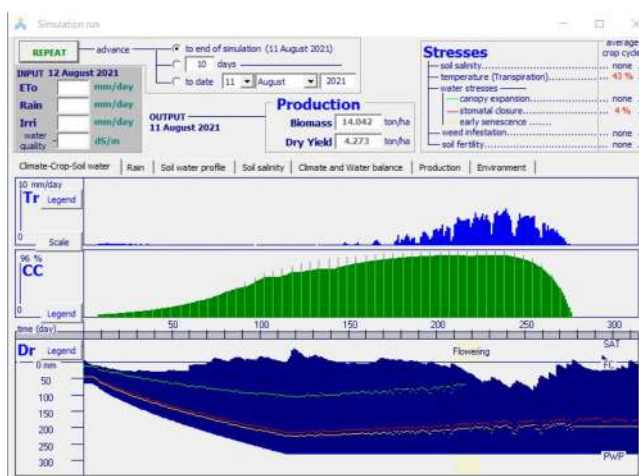 Simulation run
REPEAT
advance
to end of simulation (11 August 2021)
10 days
to date 11 August 2021
INPUT 12 August 2021
ETo mm/day
Rain mm/day
Irri mm/day
water quality dS/m
OUTPUT
11 August 2021
Production
Biomass 14.042 ton/ha
Dry Yield 4.273 ton/ha
Stresses
average
crop cycle
soil salinity none
temperature (Transpiration) 43 %
water stresses
canopy expansion none
stomatal closure 4 %
early senescence
weed infestation none
soil fertility none
Climate-Crop-Soil water Rain Soil water profile Soil salinity Climate and Water balance Production Environment
10 mm/day
Tr Legend
0
Scale
96 %
CC
0
Legend
time (day) 50 100 150 200 250 300
Dr Legend
Flowering
SAT
0 mm
FC
50
100
150
200
250
300
PWP